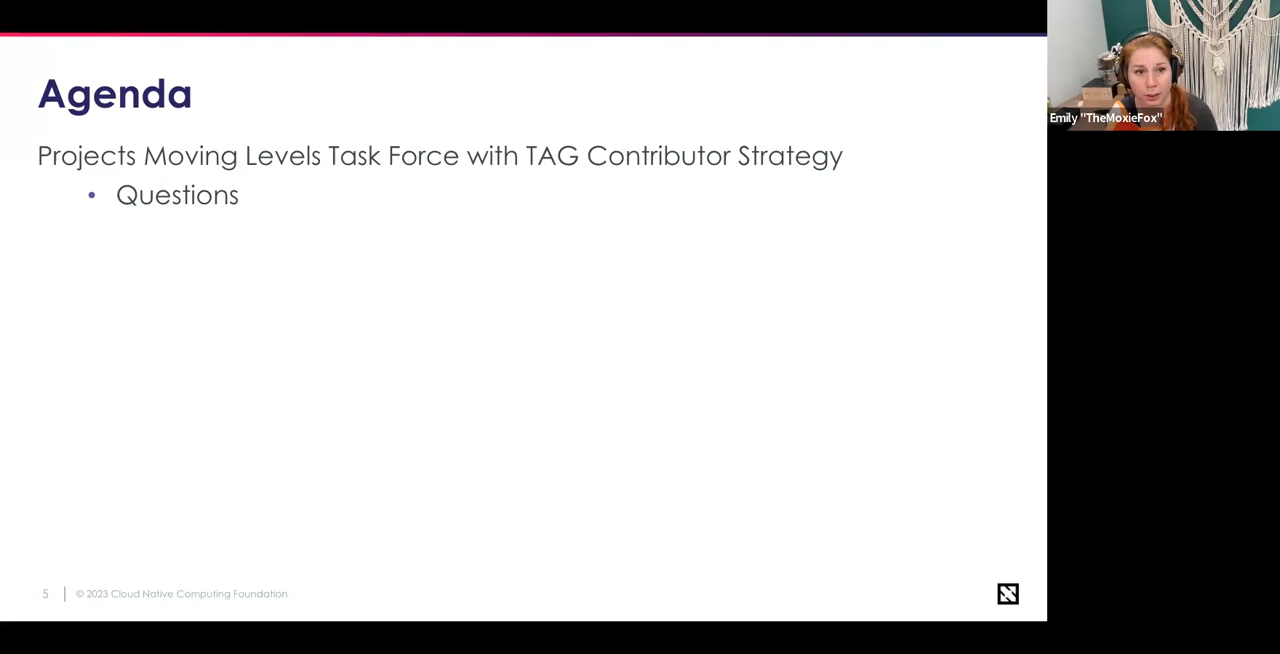 Agenda
Projects Moving Levels Task Force with TAG Contributor Strategy
• Questions
5
© 2023 Cloud Native Computing Foundation
Emily "TheMoxieFox"